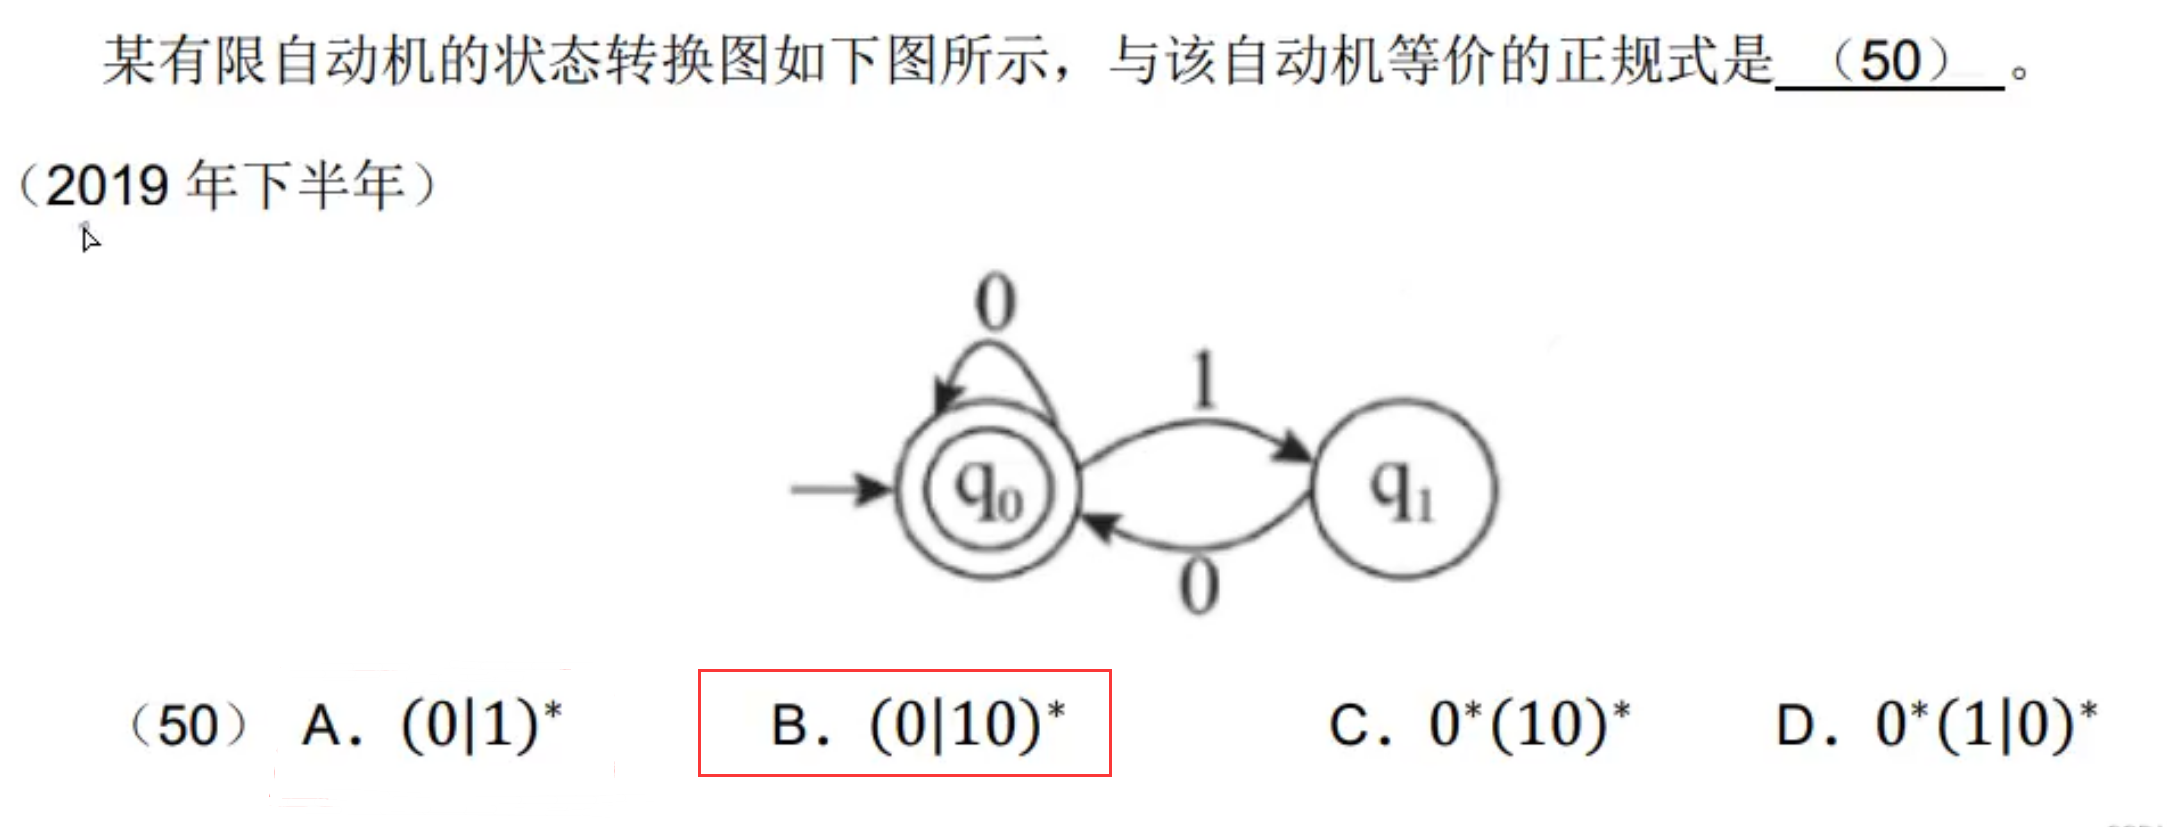 某有限自动机的状态转换图如下图所示，与该自动机等价的正规式是 （50） 。
（2019 年下半年）
0
1
q₀
q₁
0
（50） A. (0|1)* B. (0|10)* C. 0*(10)* D. 0*(1|0)*